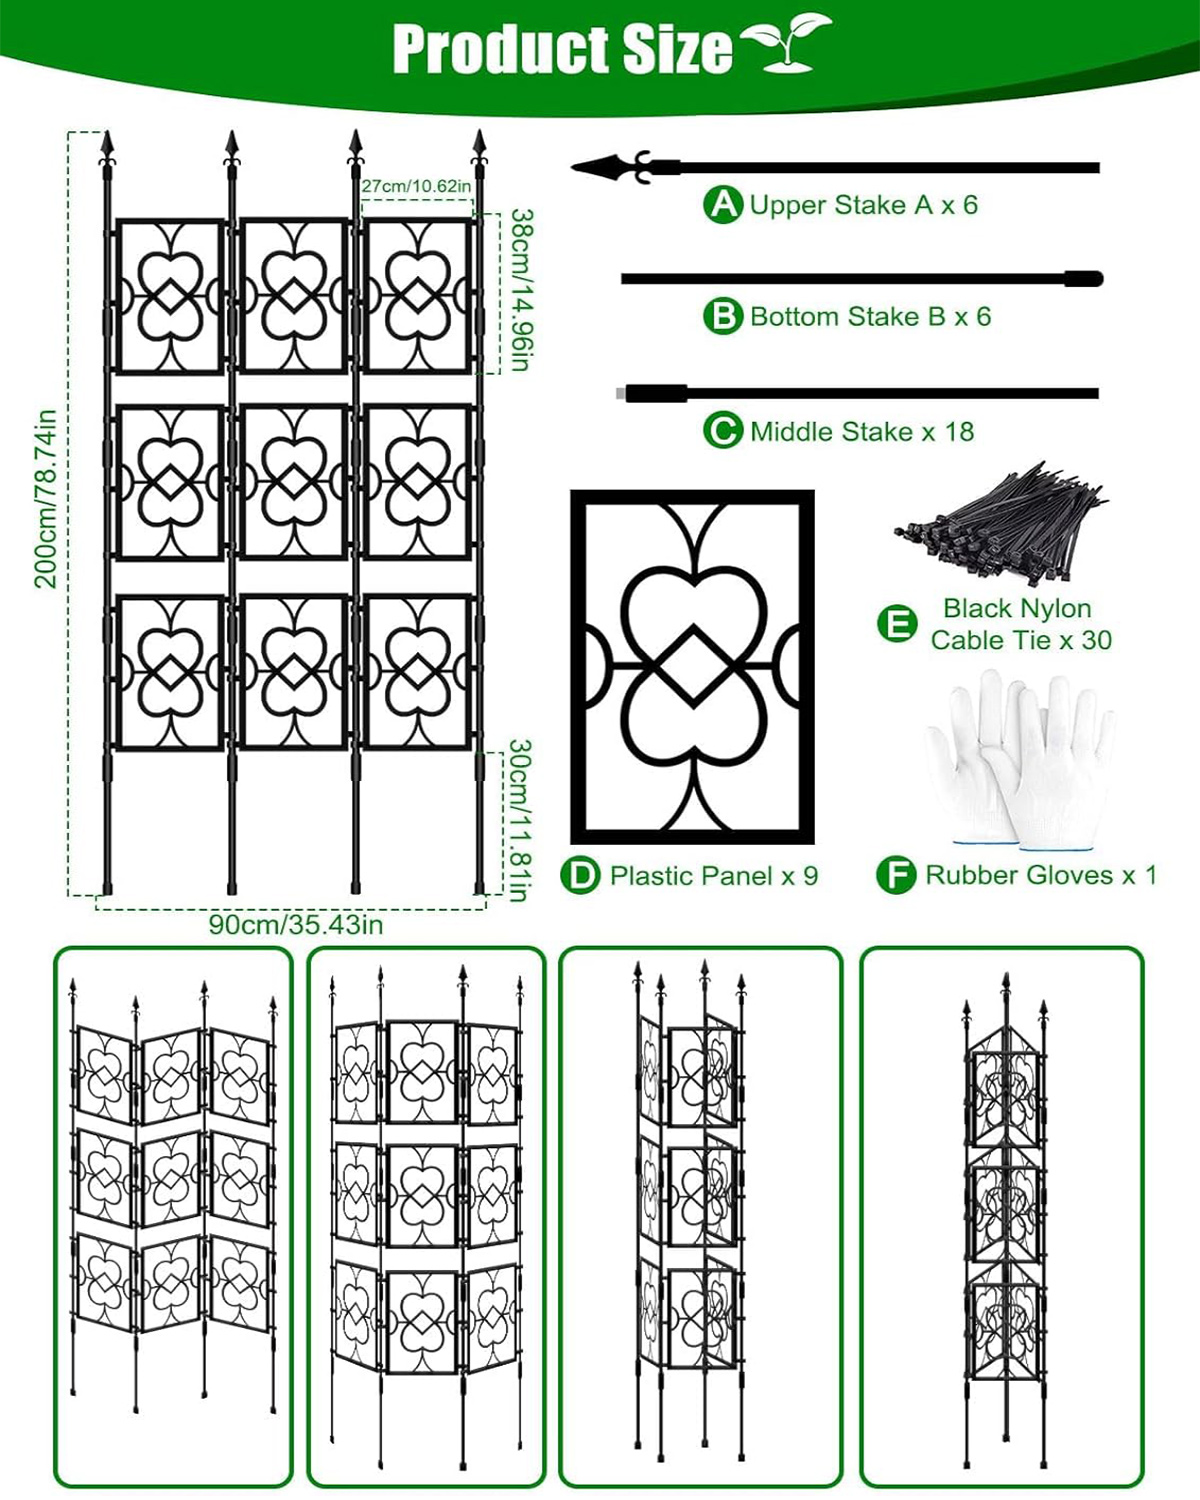 Product Size
27cm/10.62in
38cm/14.96in
200cm/78.74in
30cm/11.81in
90cm/35.43in
A Upper Stake A x 6
B Bottom Stake B x 6
C Middle Stake x 18
E Black Nylon
Cable Tie x 30
D Plastic Panel x 9
F Rubber Gloves x 1